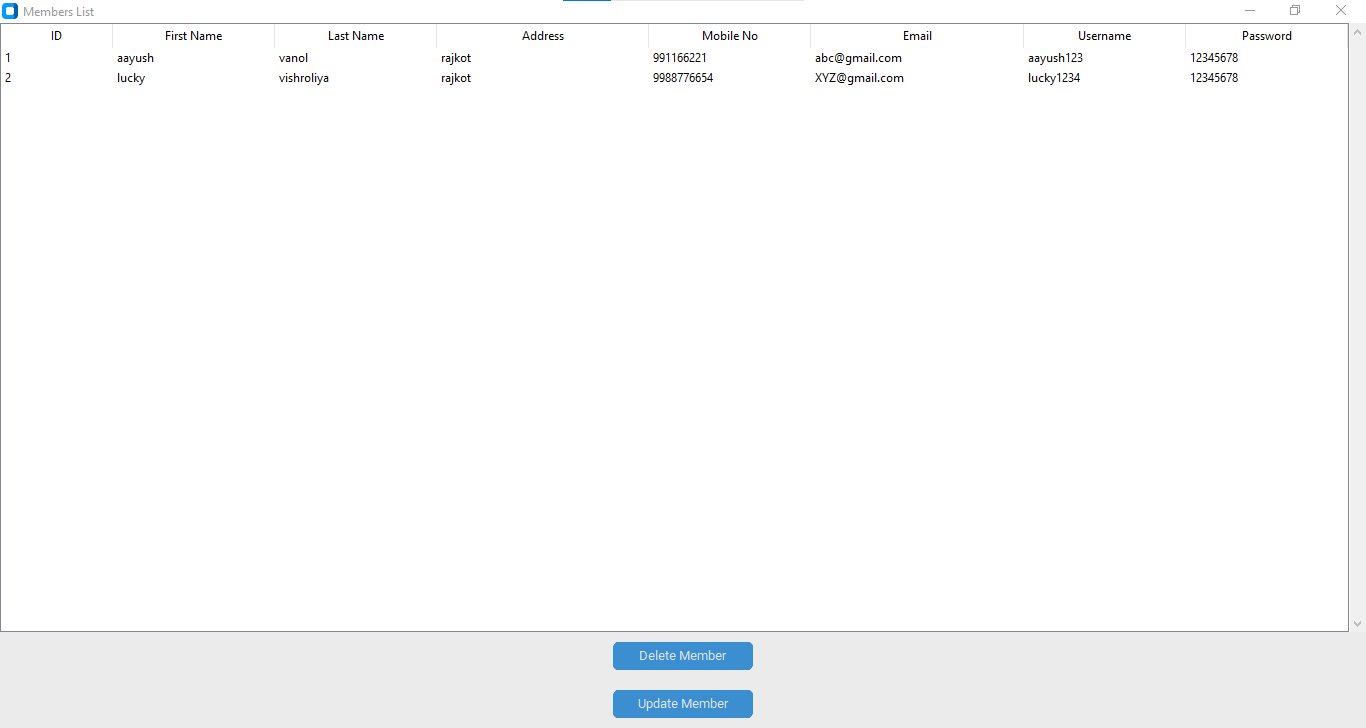 Members List
ID First Name Last Name Address Mobile No Email Username Password
1 aayush vanol rajkot 991166221 abc@gmail.com aayush123 12345678
2 lucky vishroliya rajkot 9988776654 XYZ@gmail.com lucky1234 12345678
Delete Member
Update Member